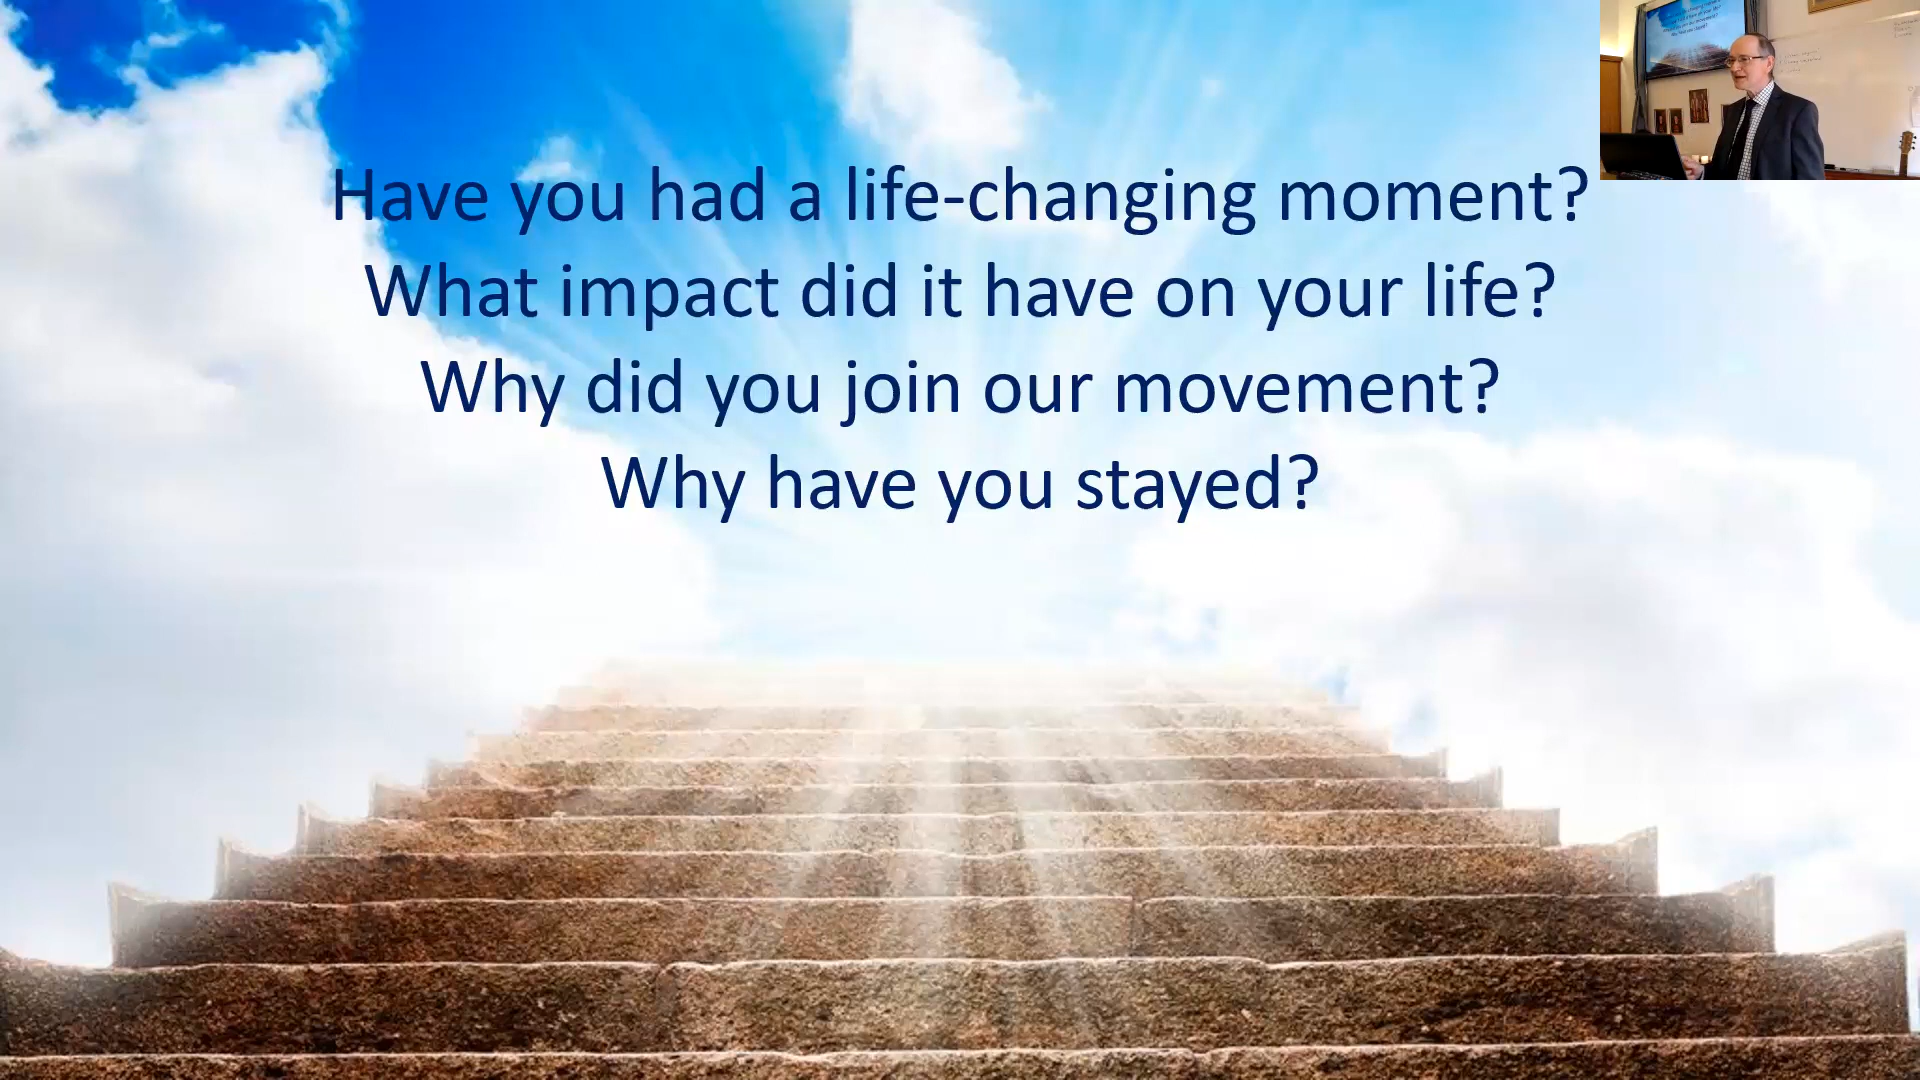 Have you had a life-changing moment?
What impact did it have on your life?
Why did you join our movement?
Why have you stayed?